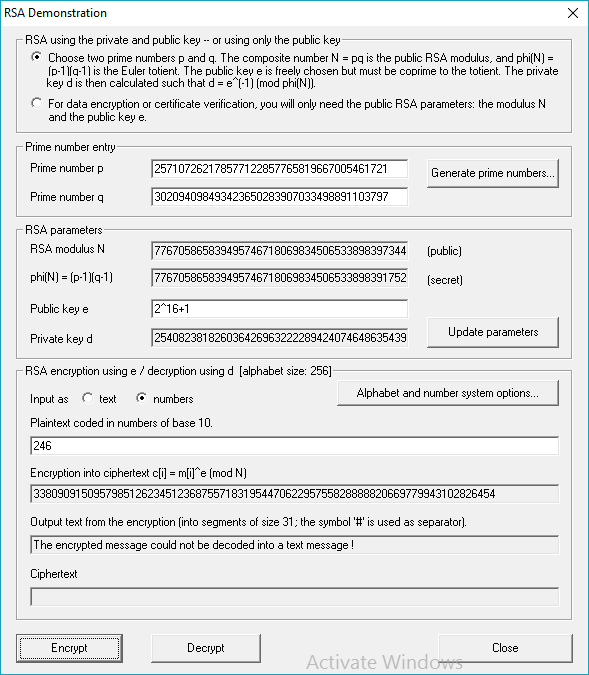 RSA Demonstration
RSA using the private and public key -- or using only the public key
Choose two prime numbers p and q. The composite number N = pq is the public RSA modulus, and phi(N) =
(p-1)(q-1) is the Euler totient. The public key e is freely chosen but must be coprime to the totient. The private
key d is then calculated such that d = e^(-1) (mod phi(N)).
For data encryption or certificate verification, you will only need the public RSA parameters: the modulus N
and the public key e.
Prime number entry
Prime number p
257107262178577122857765819667005461721
Generate prime numbers...
Prime number q
302094098493423650283907033498891103797
RSA parameters
RSA modulus N
776705865839495746718069834506533898397344
(public)
phi(N) = (p-1)(q-1)
776705865839495746718069834506533898391752
(secret)
Public key e
2^16+1
Private key d
254082381826036426963222289424074648635439
Update parameters
RSA encryption using e / decryption using d [alphabet size: 256]
Input as
text
numbers
Alphabet and number system options...
Plaintext coded in numbers of base 10.
246
Encryption into ciphertext c[i] = m[i]^e (mod N)
33809091509579851262345123687557183195447062295755828888820669779943102826454
Output text from the encryption (into segments of size 31; the symbol '#' is used as separator).
The encrypted message could not be decoded into a text message !
Ciphertext
Encrypt
Decrypt
Close
Activate Windows